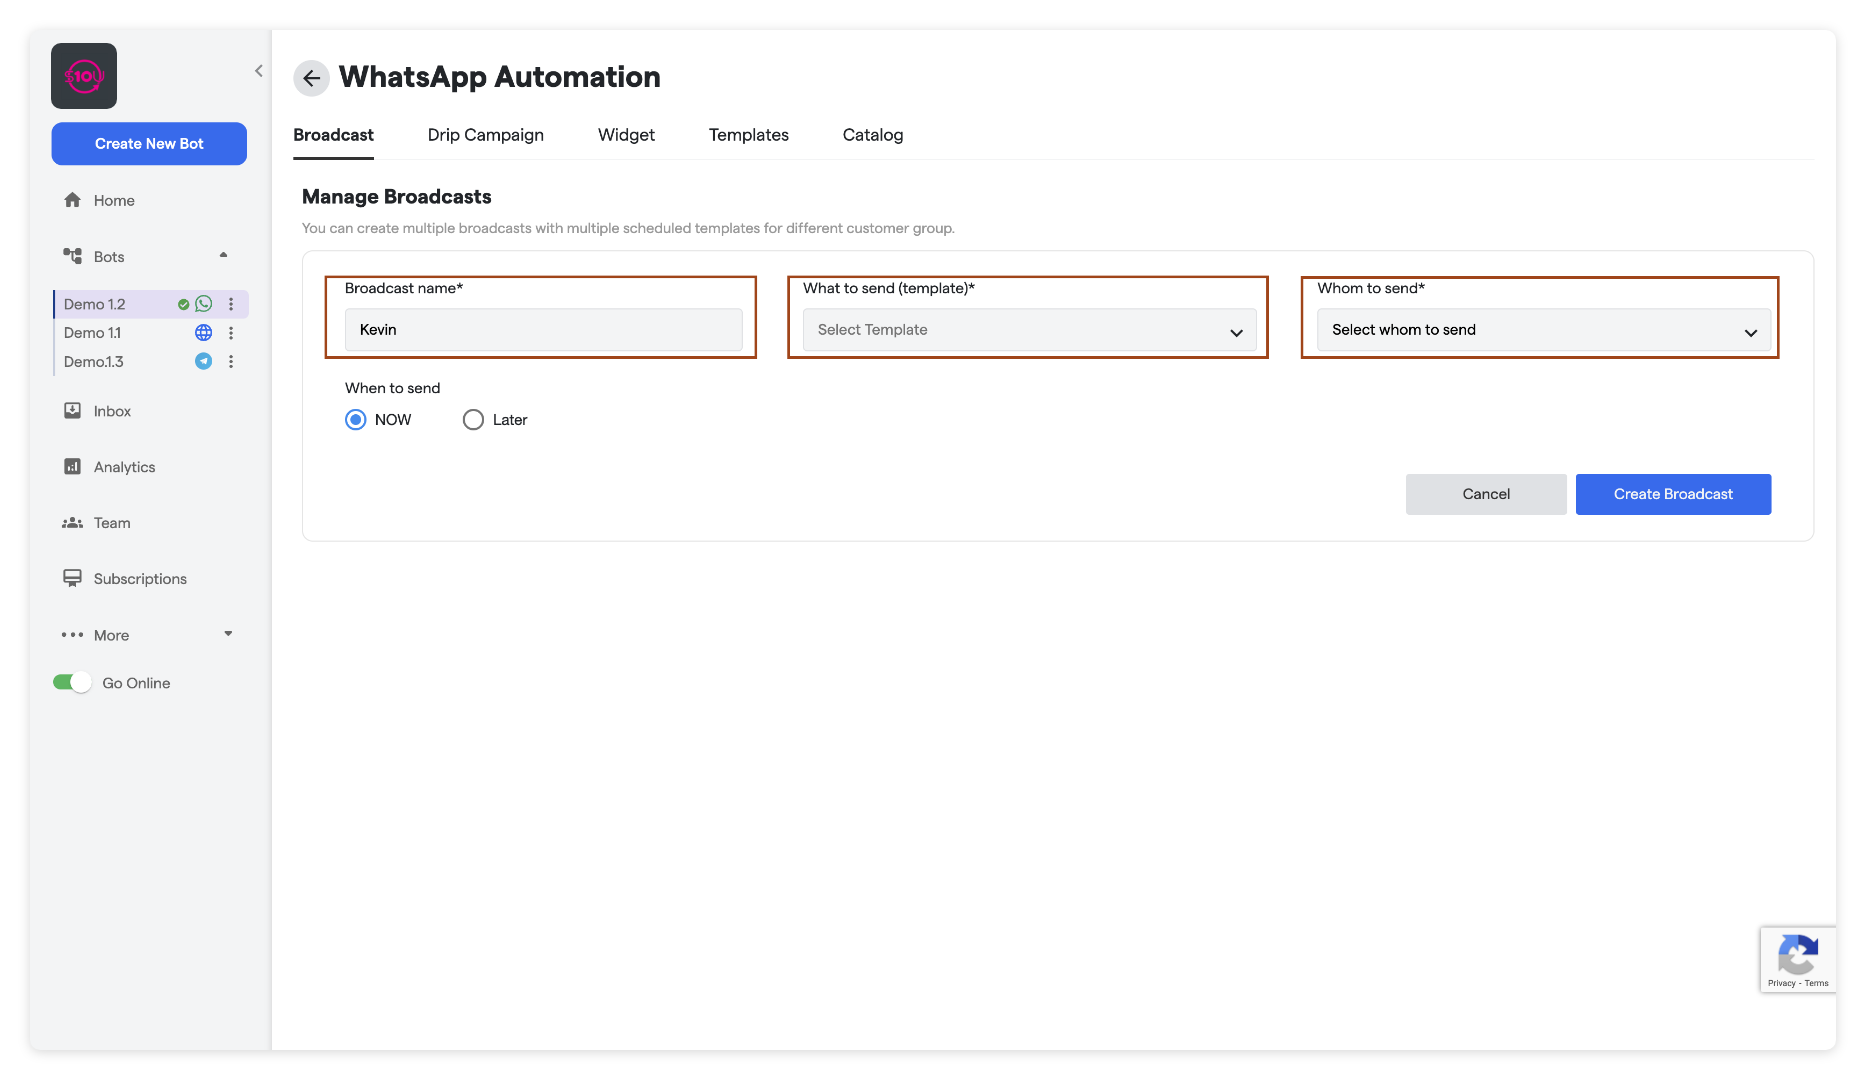 S10U
Create New Bot
Home
Bots
Demo 1.2
Demo 1.1
Demo.1.3
Inbox
Analytics
Team
Subscriptions
More
Go Online
WhatsApp Automation
Broadcast Drip Campaign Widget Templates Catalog
Manage Broadcasts
You can create multiple broadcasts with multiple scheduled templates for different customer group.
Broadcast name* What to send (template)* Whom to send*
Kevin Select Template Select whom to send
When to send
NOW Later
Cancel Create Broadcast
Privacy - Terms